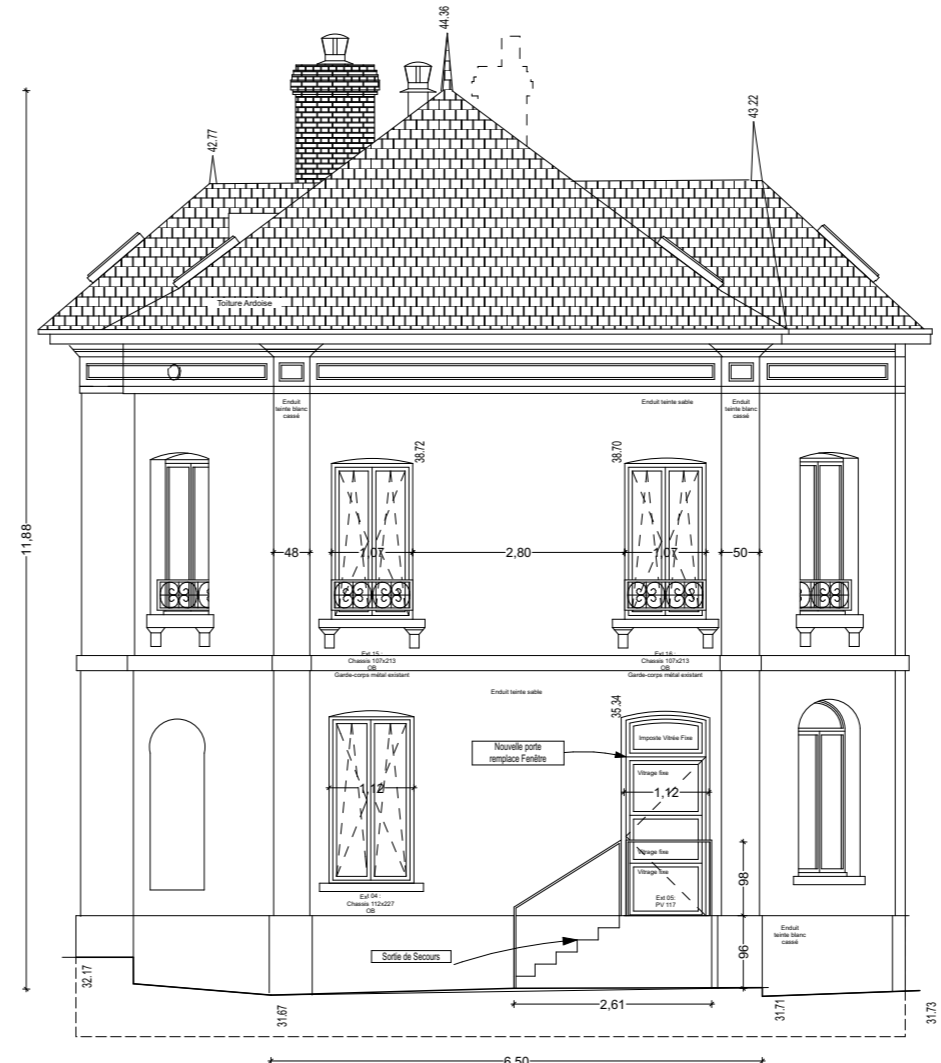 44.36
43.22
42.77
Toiture Ardoise
Enduit
teinte blanc
cassé
Enduit teinte sable
Enduit
teinte blanc
cassé
38.72
38.70
11,88
48
1,07
2,80
1,07
50
Ext 15 :
Chassis 107x213
OB
Garde-corps métal existant
Ext 16 :
Chassis 107x213
OB
Garde-corps métal existant
Enduit teinte sable
35.34
Nouvelle porte
remplace Fenêtre
Imposte Vitrée Fixe
Vitrage fixe
1,12
1,12
Vitrage fixe
Vitrage fixe
Ext 04 :
Chassis 112x227
OB
Ext 05:
PV 117
98
Enduit
teinte blanc
cassé
Sortie de Secours
96
32.17
31.67
2,61
31.71
31.73
6,50